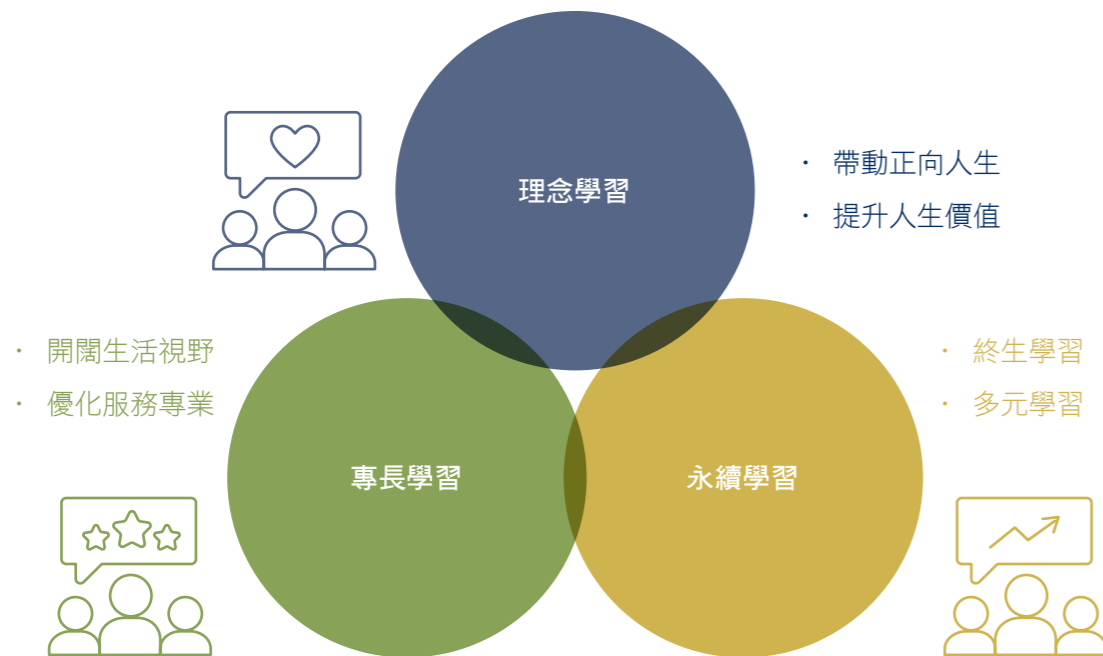 理念學習
· 帶動正向人生
· 提升人生價值
· 開闊生活視野
· 優化服務專業
專長學習
· 終生學習
· 多元學習
永續學習